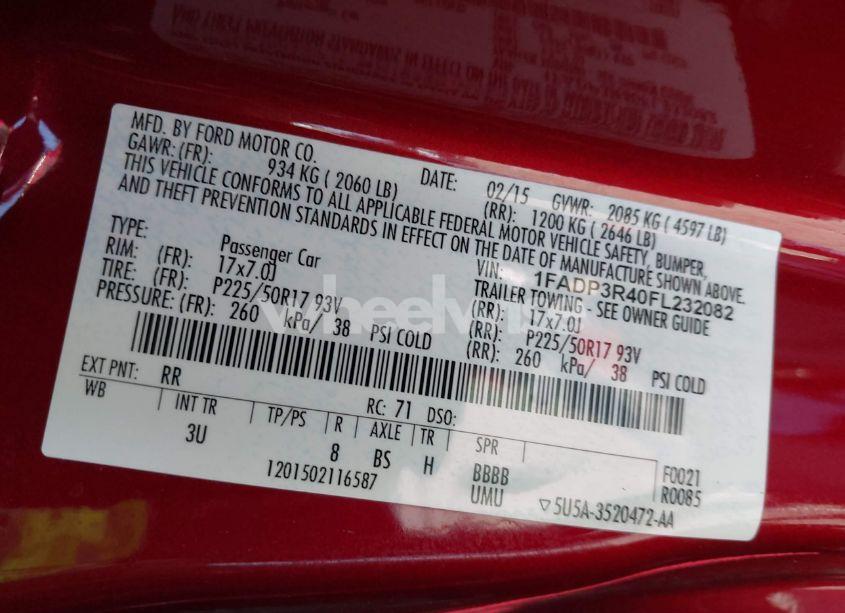 MFD. BY FORD MOTOR CO. DATE: 02/15 GVWR: 2085 KG ( 4597 LB)
GAWR: (FR): 934 KG ( 2060 LB) (RR): 1200 KG ( 2646 LB)
THIS VEHICLE CONFORMS TO ALL APPLICABLE FEDERAL MOTOR VEHICLE SAFETY, BUMPER,
AND THEFT PREVENTION STANDARDS IN EFFECT ON THE DATE OF MANUFACTURE SHOWN ABOVE.
VIN: 1FADP3R40FL232082
TYPE: Passenger Car TRAILER TOWING - SEE OWNER GUIDE
RIM: (FR): 17x7.0J (RR): 17x7.0J
TIRE: (FR): P225/50R17 93V (RR): P225/50R17 93V
PRESSURE: (FR): 260 kPa/ 38 PSI COLD (RR): 260 kPa/ 38 PSI COLD
EXT PNT: RR RC: 71 DSO:
WB INT TR TP/PS R AXLE TR SPR
3U 8 BS H BBBB F0021
UMU R0085
1201502116587 5U5A-3520472-AA